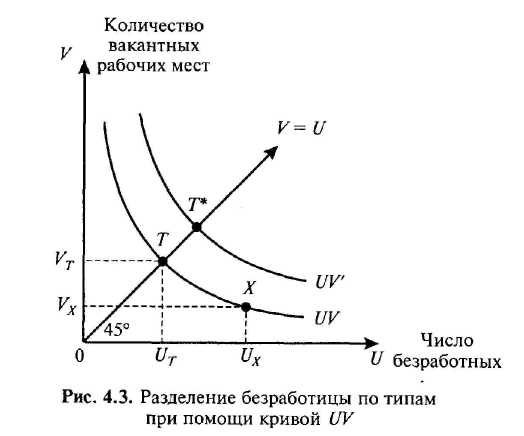 Количество
вакантных
рабочих мест
V
V = U
T*
T
V_T
X
UV'
V_X
UV
45°
0
U_T
U_X
U
Число
безработных
Рис. 4.3. Разделение безработицы по типам
при помощи кривой UV